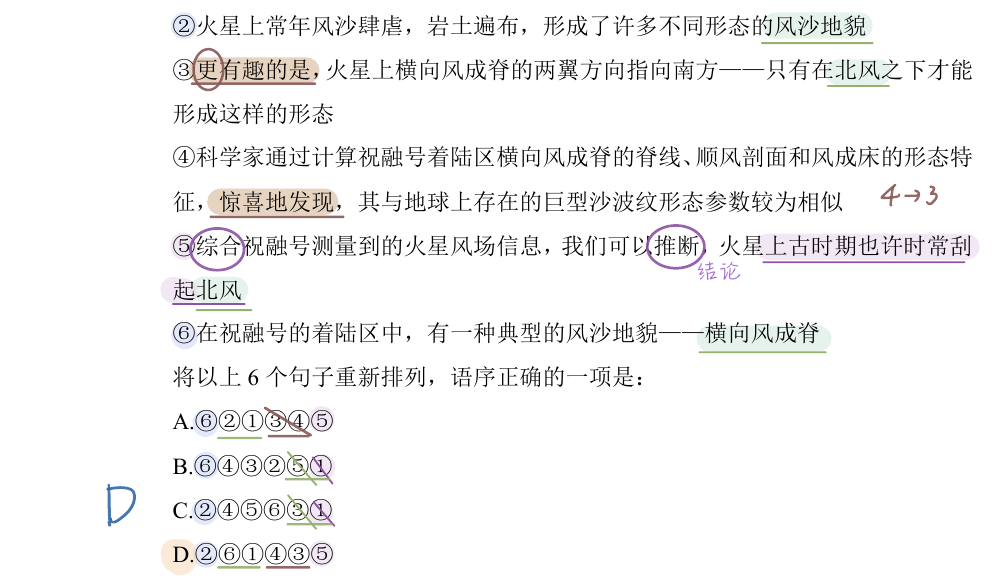 ②火星上常年风沙肆虐，岩土遍布，形成了许多不同形态的风沙地貌
③更有趣的是，火星上横向风成脊的两翼方向指向南方——只有在北风之下才能
形成这样的形态
④科学家通过计算祝融号着陆区横向风成脊的脊线、顺风剖面和风成床的形态特
征，惊喜地发现，其与地球上存在的巨型沙波纹形态参数较为相似
4→3
⑤综合祝融号测量到的火星风场信息，我们可以推断，火星上古时期也许时常刮
结论
起北风
⑥在祝融号的着陆区中，有一种典型的风沙地貌——横向风成脊
将以上 6 个句子重新排列，语序正确的一项是：
A.⑥②①③④⑤
B.⑥④③②⑤①
C.②④⑤⑥③①
D
D.②⑥①④③⑤